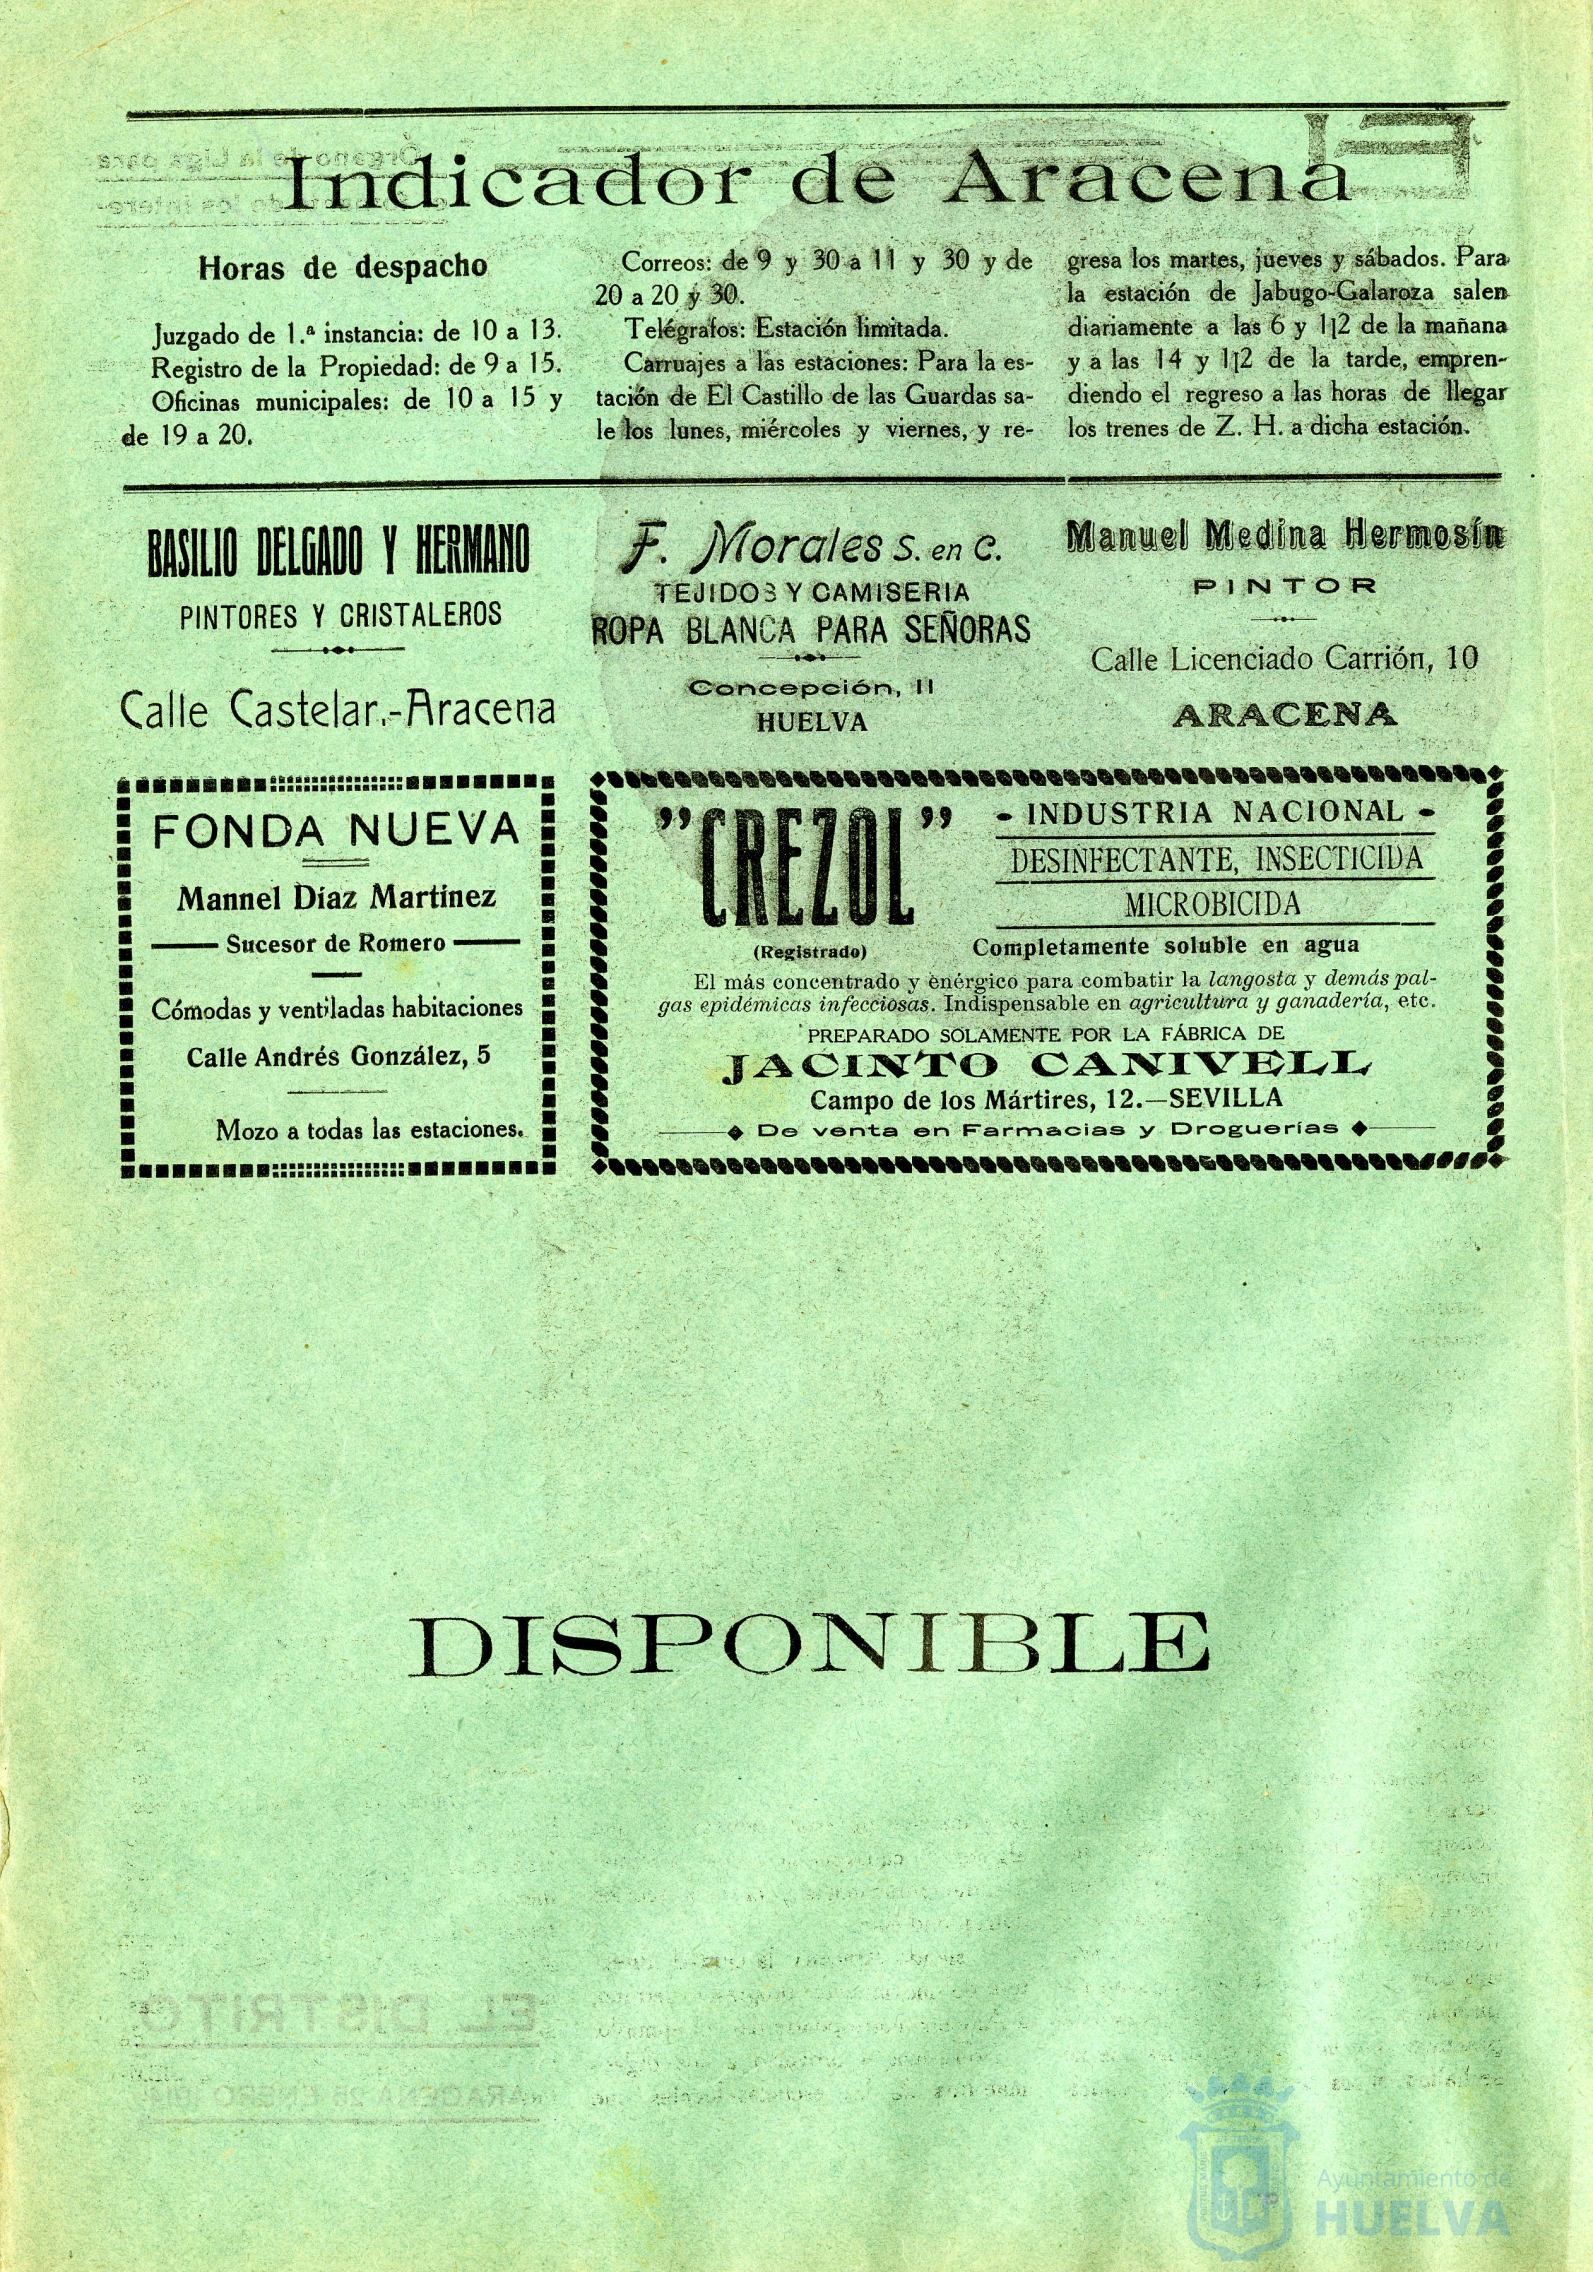 Indicador de Aracena
Horas de despacho
Juzgado de 1.ª instancia: de 10 a 13.
Registro de la Propiedad: de 9 a 15.
Oficinas municipales: de 10 a 15 y
de 19 a 20.
Correos: de 9 y 30 a 11 y 30 y de
20 a 20 y 30.
Telégrafos: Estación limitada.
Carruajes a las estaciones: Para la es-
tación de El Castillo de las Guardas sa-
le los lunes, miércoles y viernes, y re-
gresa los martes, jueves y sábados. Para
la estación de Jabugo-Galaroza salen
diariamente a las 6 y 1|2 de la mañana
y a las 14 y 1|2 de la tarde, empren-
diendo el regreso a las horas de llegar
los trenes de Z. H. a dicha estación.
BASILIO DELGADO Y HERMANO
PINTORES Y CRISTALEROS
Calle Castelar.-Aracena
F. Morales S. en C.
TEJIDOS Y CAMISERIA
ROPA BLANCA PARA SEÑORAS
Concepción, 11
HUELVA
Manuel Medina Hermosín
PINTOR
Calle Licenciado Carrión, 10
ARACENA
FONDA NUEVA
Mannel Díaz Martinez
Sucesor de Romero
Cómodas y ventiladas habitaciones
Calle Andrés González, 5
Mozo a todas las estaciones.
"CREZOL"
(Registrado)
- INDUSTRIA NACIONAL -
DESINFECTANTE, INSECTICIDA
MICROBICIDA
Completamente soluble en agua
El más concentrado y enérgico para combatir la langosta y demás pal-
gas epidémicas infecciosas. Indispensable en agricultura y ganadería, etc.
PREPARADO SOLAMENTE POR LA FÁBRICA DE
JACINTO CANIVELL
Campo de los Mártires, 12.—SEVILLA
De venta en Farmacias y Droguerías
DISPONIBLE
EL DISTRITO
Ayuntamiento de
HUELVA